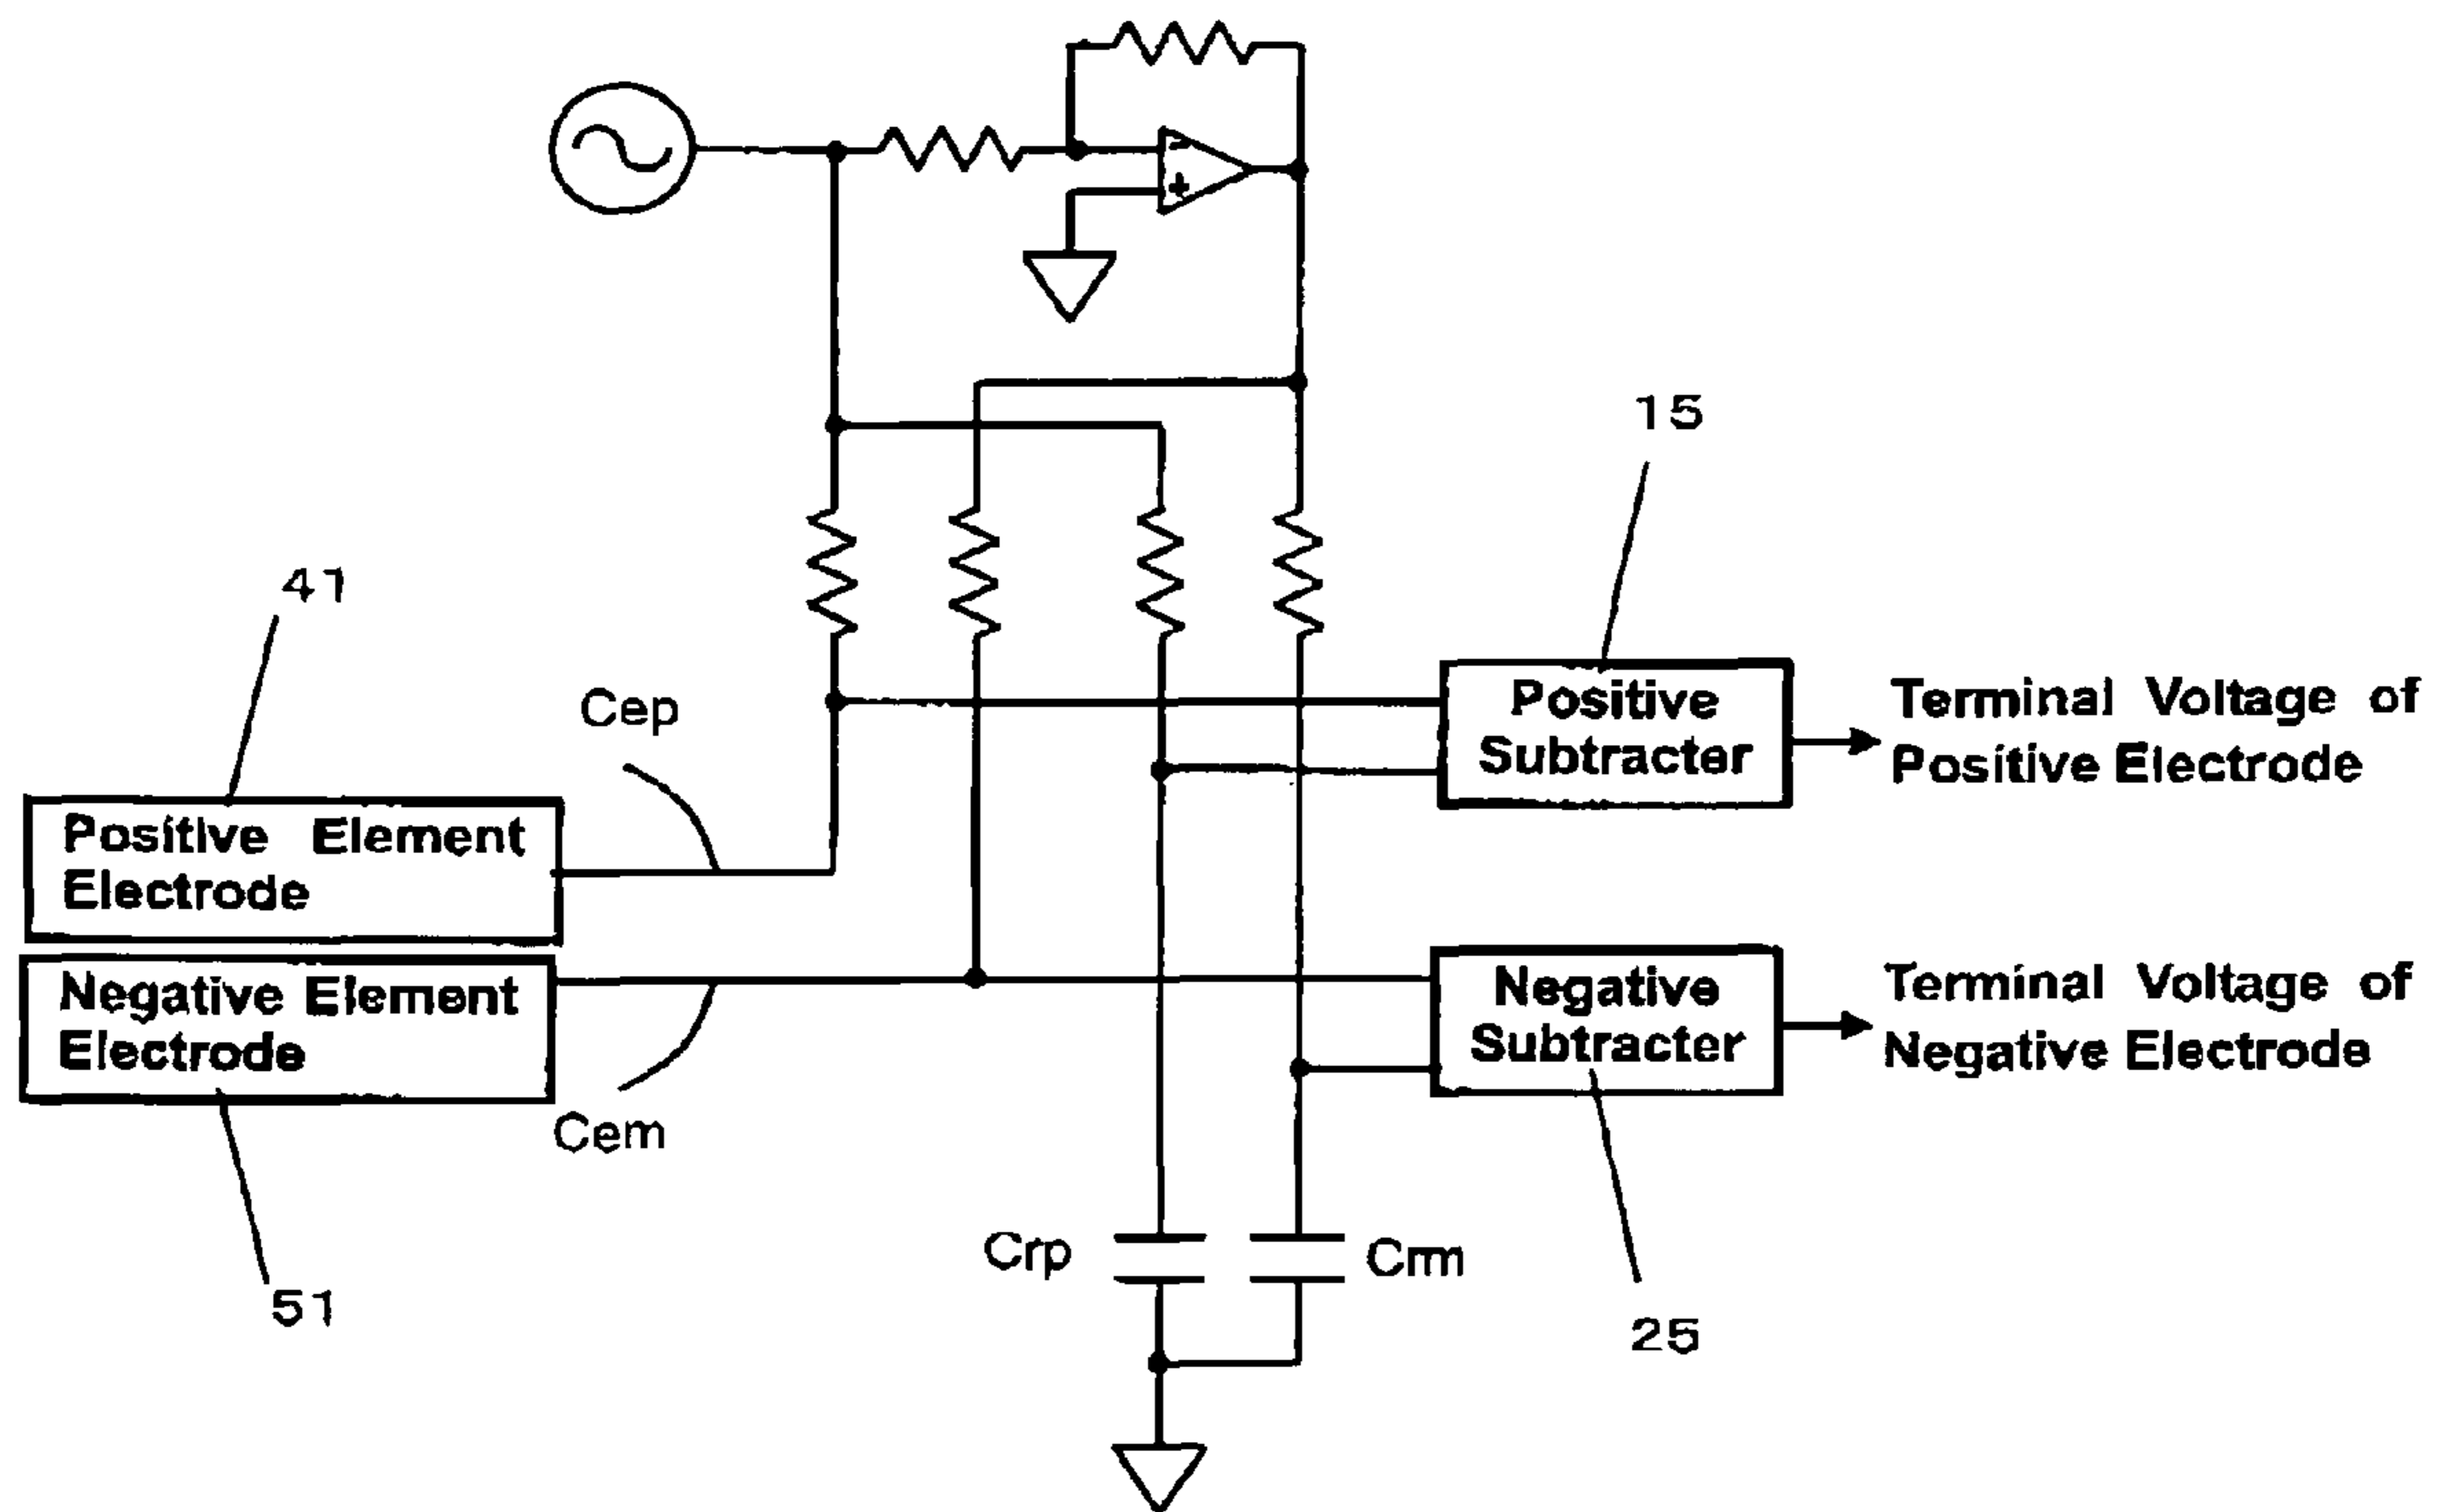 15
41
Cep
Positive
Subtracter
Terminal Voltage of
Positive Electrode
Positive Element
Electrode
Negative Element
Electrode
Negative
Subtracter
Terminal Voltage of
Negative Electrode
Cem
Crp
Crm
51
25